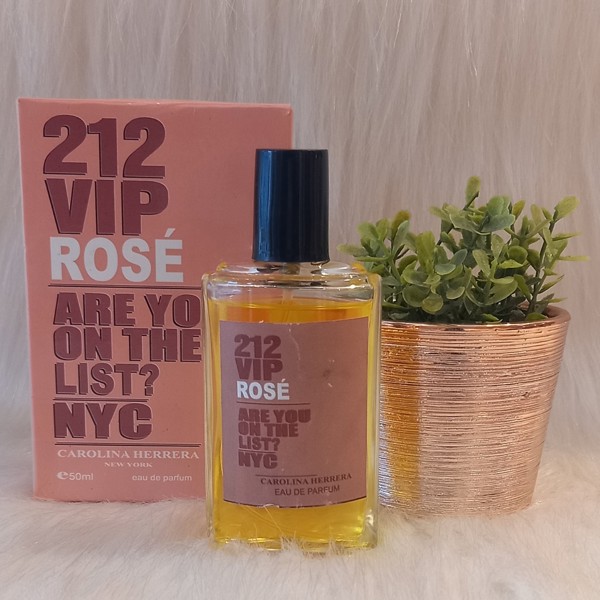 212
VIP
ROSÉ
ARE YO
ON THE
LIST?
NYC
CAROLINA HERRERA
NEW YORK
℮50ml eau de parfum
212
VIP
ROSÉ
ARE YOU
ON THE
LIST?
NYC
CAROLINA HERRERA
EAU DE PARFUM